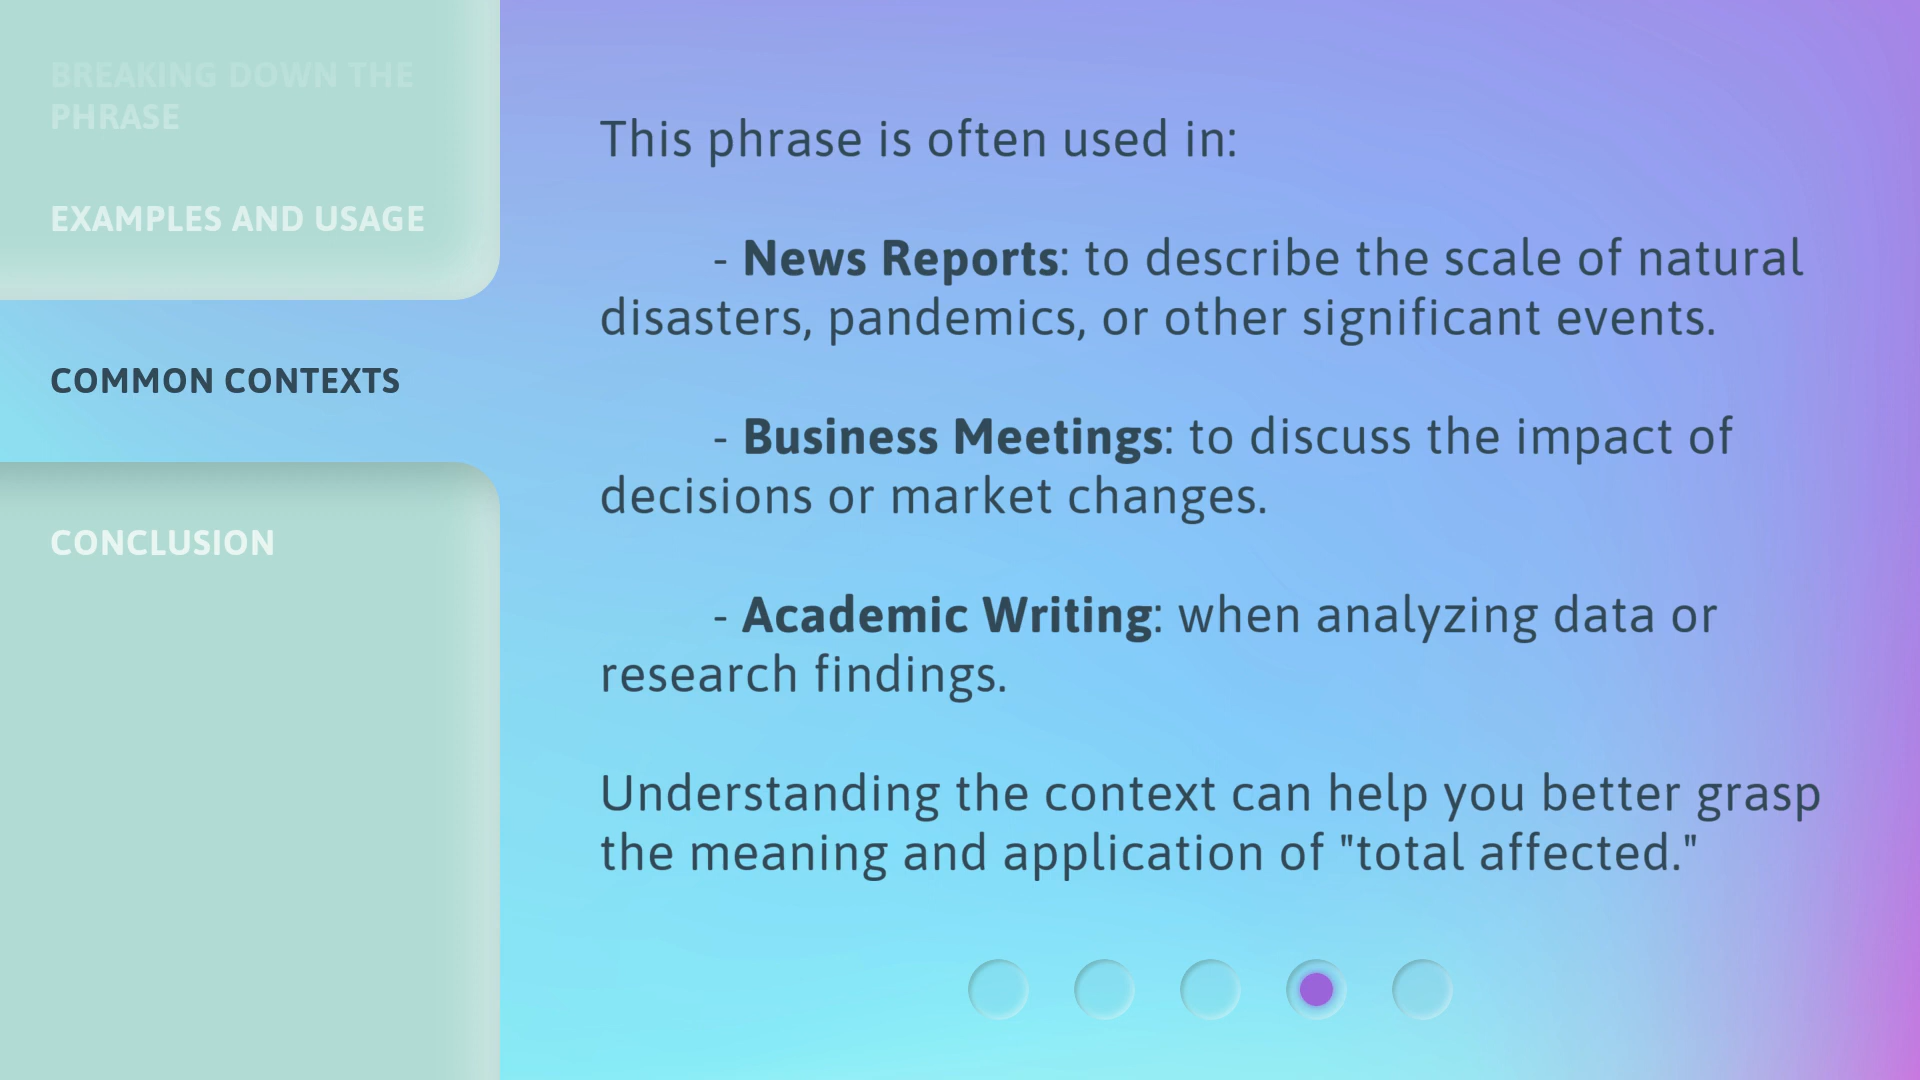 BREAKING DOWN THE
PHRASE
EXAMPLES AND USAGE
COMMON CONTEXTS
CONCLUSION
This phrase is often used in:
- News Reports: to describe the scale of natural
disasters, pandemics, or other significant events.
- Business Meetings: to discuss the impact of
decisions or market changes.
- Academic Writing: when analyzing data or
research findings.
Understanding the context can help you better grasp
the meaning and application of "total affected."